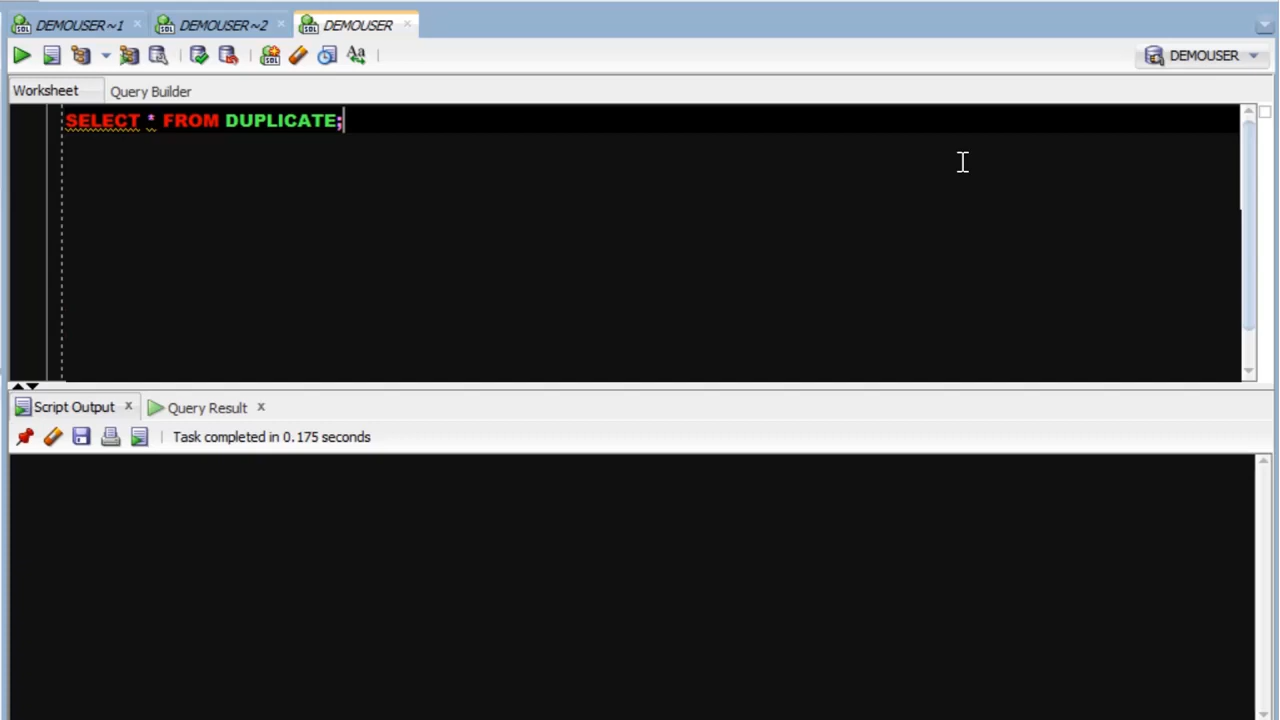 DEMOUSER~1 DEMOUSER~2 DEMOUSER
DEMOUSER
Worksheet Query Builder
SELECT * FROM DUPLICATE;
Script Output x Query Result x
Task completed in 0.175 seconds